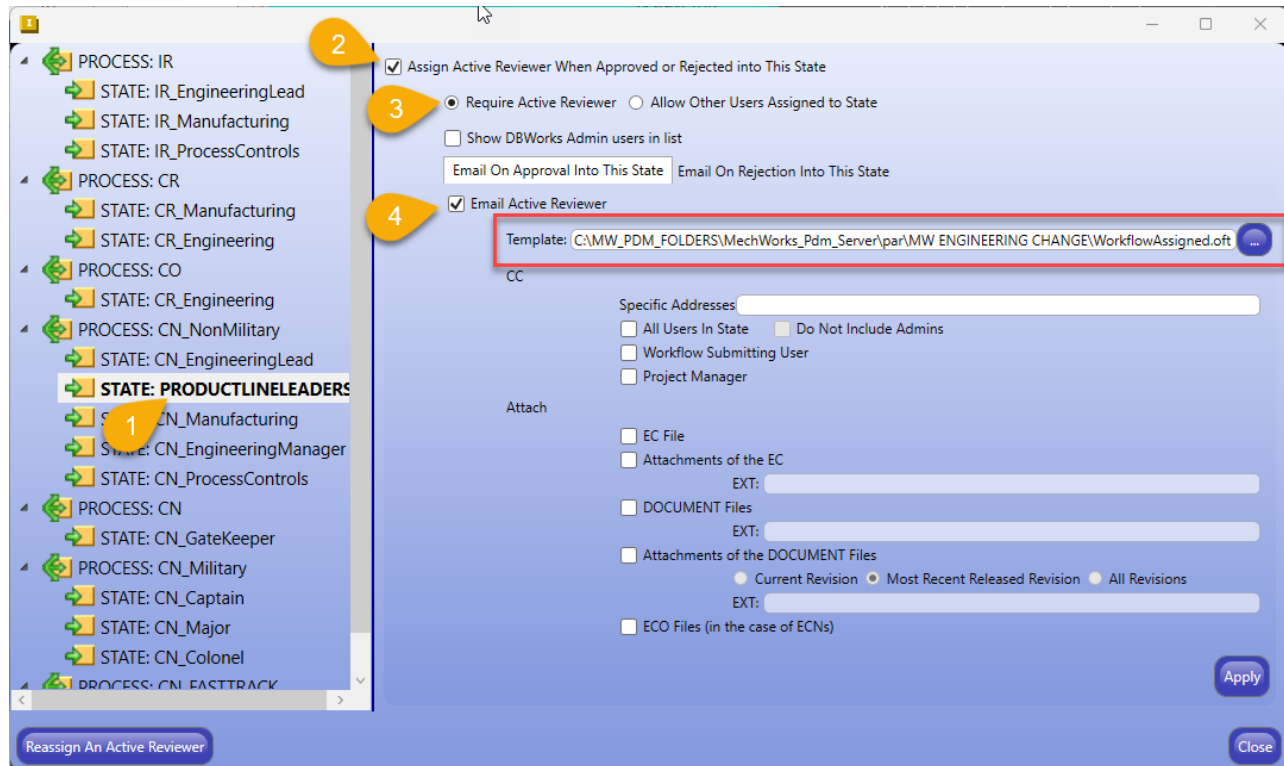 PROCESS: IR
STATE: IR_EngineeringLead
STATE: IR_Manufacturing
STATE: IR_ProcessControls
PROCESS: CR
STATE: CR_Manufacturing
STATE: CR_Engineering
PROCESS: CO
STATE: CR_Engineering
PROCESS: CN_NonMilitary
STATE: CN_EngineeringLead
STATE: PRODUCTLINELEADERS
1
CN_Manufacturing
STATE: CN_EngineeringManager
STATE: CN_ProcessControls
PROCESS: CN
STATE: CN_GateKeeper
PROCESS: CN_Military
STATE: CN_Captain
STATE: CN_Major
STATE: CN_Colonel
PROCESS: CN_FASTTRACK
Reassign An Active Reviewer
2
Assign Active Reviewer When Approved or Rejected into This State
3
Require Active Reviewer Allow Other Users Assigned to State
Show DBWorks Admin users in list
Email On Approval Into This State Email On Rejection Into This State
4
Email Active Reviewer
Template: C:\MW_PDM_FOLDERS\MechWorks_Pdm_Server\par\MW ENGINEERING CHANGE\WorkflowAssigned.oft ...
CC
Specific Addresses
All Users In State Do Not Include Admins
Workflow Submitting User
Project Manager
Attach
EC File
Attachments of the EC
EXT:
DOCUMENT Files
EXT:
Attachments of the DOCUMENT Files
Current Revision Most Recent Released Revision All Revisions
EXT:
ECO Files (in the case of ECNs)
Apply
Close